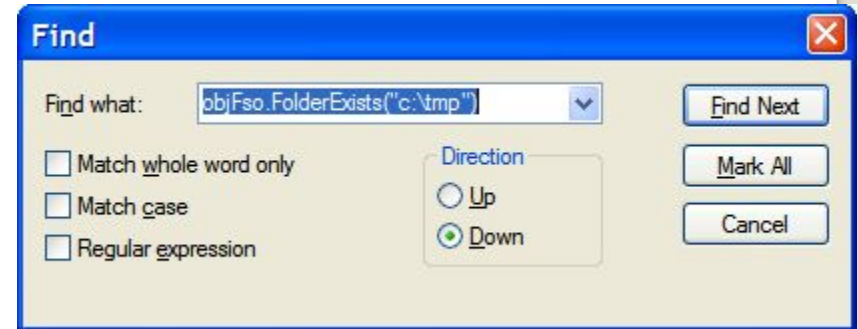 Find
Find what: objFso.FolderExists("c:\tmp")
Find Next
Match whole word only
Match case
Regular expression
Direction
Up
Down
Mark All
Cancel